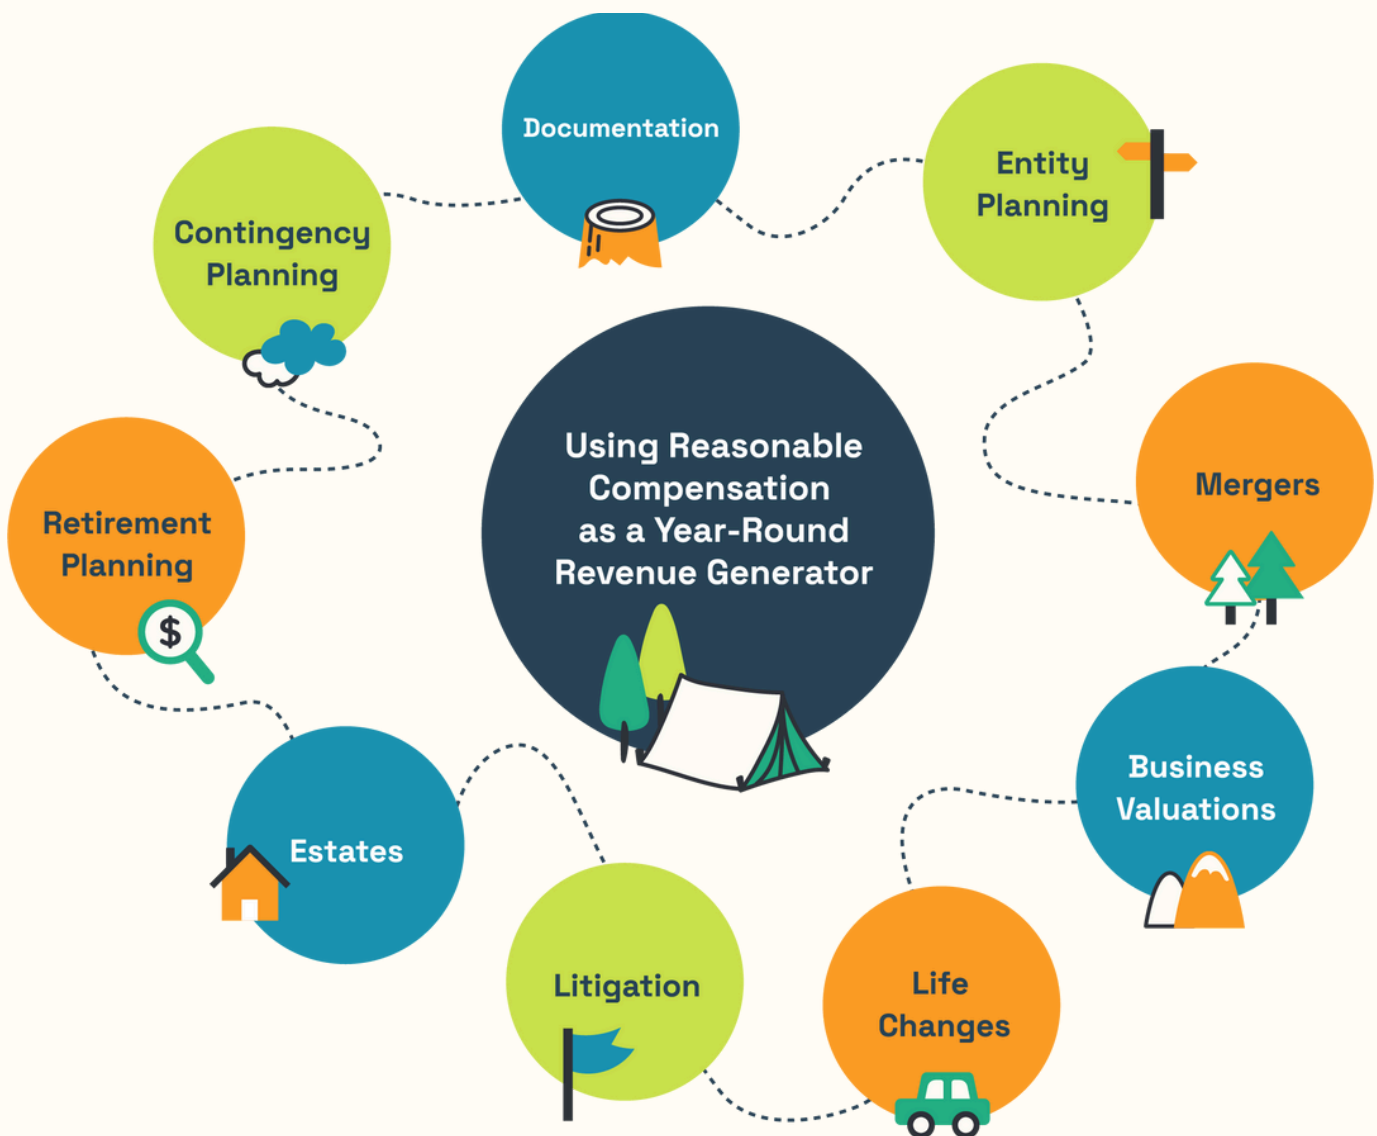 Documentation
Entity
Planning
Contingency
Planning
Using Reasonable
Compensation
as a Year-Round
Revenue Generator
Mergers
Retirement
Planning
$
Business
Valuations
Estates
Litigation
Life
Changes